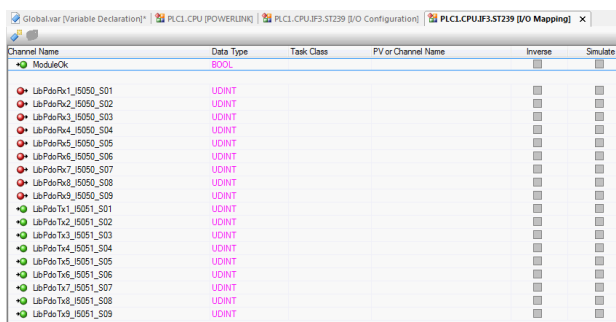 Global.var [Variable Declaration]* PLC1.CPU [POWERLINK] PLC1.CPU.IF3.ST239 [I/O Configuration] PLC1.CPU.IF3.ST239 [I/O Mapping] x
Channel Name Data Type Task Class PV or Channel Name Inverse Simulate
ModuleOk BOOL
LibPdoRx1_I5050_S01 UDINT
LibPdoRx2_I5050_S02 UDINT
LibPdoRx3_I5050_S03 UDINT
LibPdoRx4_I5050_S04 UDINT
LibPdoRx5_I5050_S05 UDINT
LibPdoRx6_I5050_S06 UDINT
LibPdoRx7_I5050_S07 UDINT
LibPdoRx8_I5050_S08 UDINT
LibPdoRx9_I5050_S09 UDINT
LibPdoTx1_I5051_S01 UDINT
LibPdoTx2_I5051_S02 UDINT
LibPdoTx3_I5051_S03 UDINT
LibPdoTx4_I5051_S04 UDINT
LibPdoTx5_I5051_S05 UDINT
LibPdoTx6_I5051_S06 UDINT
LibPdoTx7_I5051_S07 UDINT
LibPdoTx8_I5051_S08 UDINT
LibPdoTx9_I5051_S09 UDINT